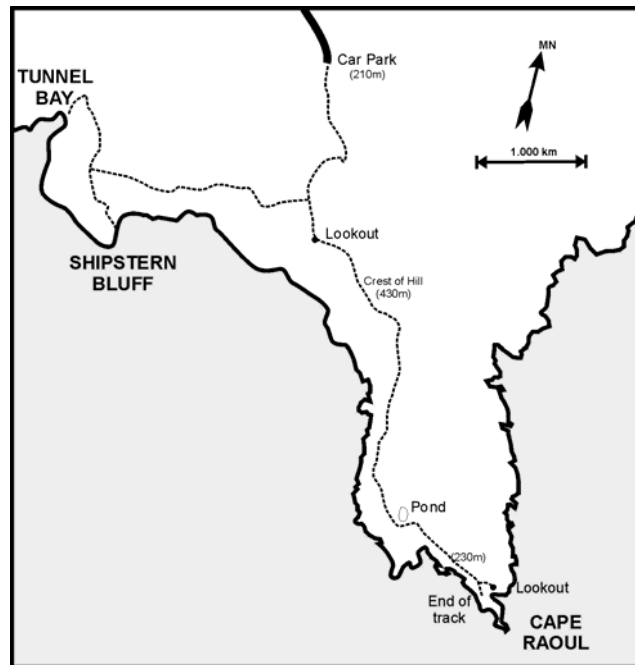 MN
Car Park
(210m)
TUNNEL
BAY
1.000 km
Lookout
SHIPSTERN
BLUFF
Crest of Hill
(430m)
Pond
(230m)
Lookout
End of
track
CAPE
RAOUL